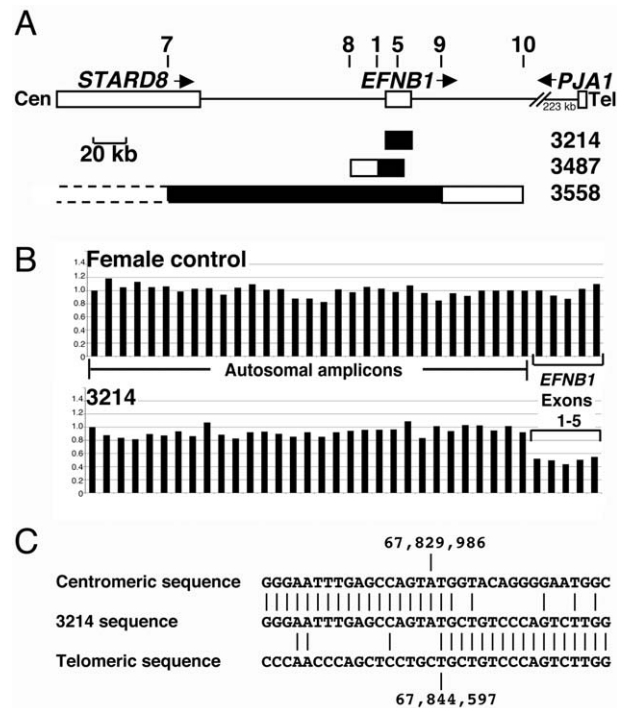 A
7 8 1 5 9 10
STARD8 EFNB1 PJA1
Cen 223 kb Tel
20 kb
3214
3487
3558
B
Female control
1.4
1.2
1.0
0.8
0.6
0.4
0.2
0
Autosomal amplicons
EFNB1
Exons
1-5
3214
1.4
1.2
1.0
0.8
0.6
0.4
0.2
0
C
67,829,986
Centromeric sequence GGGAATTTGAGCCAGTATGGTACAGGGGAATGGC
3214 sequence GGGAATTTGAGCCAGTATGCTGTCCCAGTCTTGG
Telomeric sequence CCCAACCCAGCTCCTGCTGCTGTCCCAGTCTTGG
67,844,597